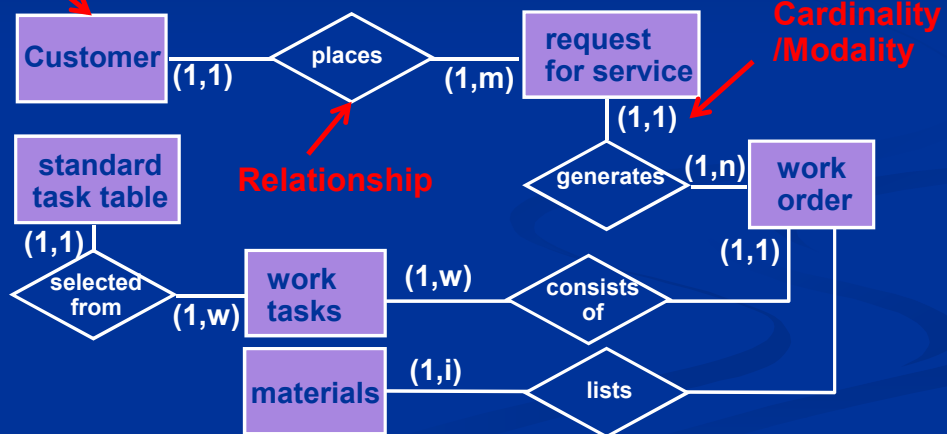 Customer
(1,1)
places
(1,m)
request
for service
Cardinality
/Modality
(1,1)
Relationship
standard
task table
generates
(1,n)
work
order
(1,1)
(1,1)
selected
from
(1,w)
work
tasks
(1,w)
consists
of
materials
(1,i)
lists